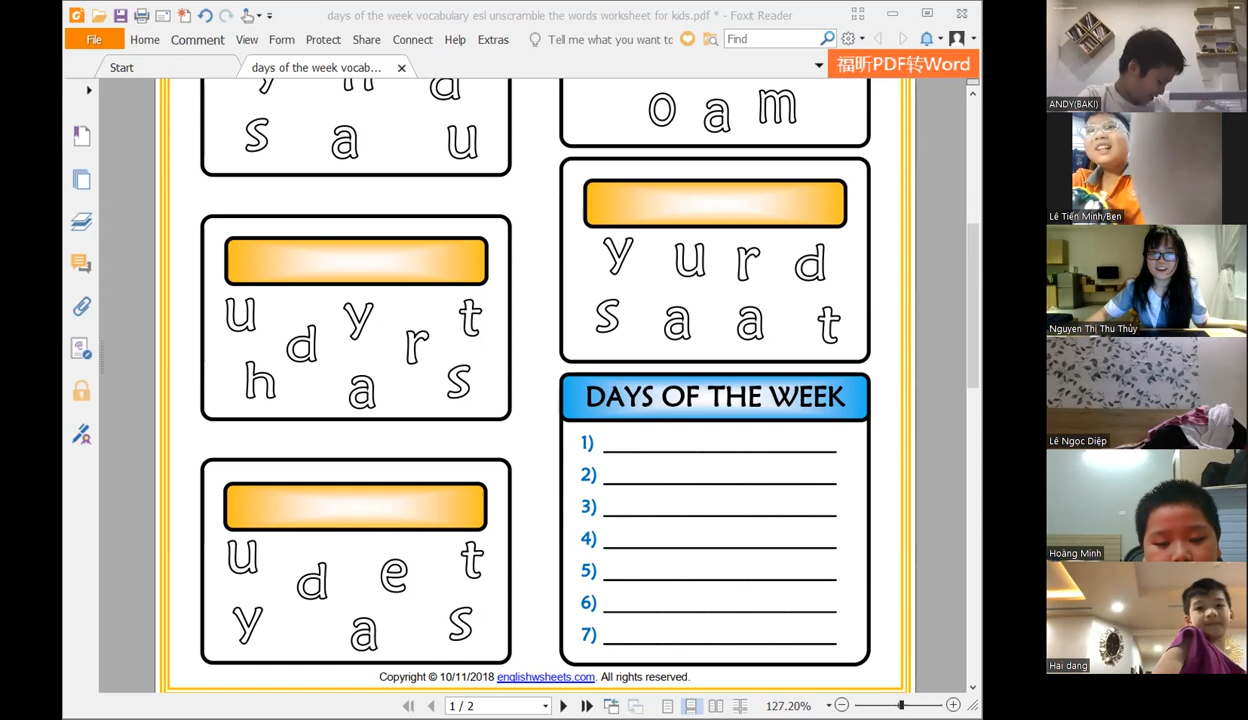 days of the week vocabulary esl unscramble the words worksheet for kids.pdf * - Foxit Reader
File Home Comment View Form Protect Share Connect Help Extras Tell me what you want to Find
Start days of the week vocab...
福昕PDF转Word
y n d
s a u
o a m
y u r d
s a a t
u y t
d r
h a s
DAYS OF THE WEEK
1)
2)
3)
4)
5)
6)
7)
u d e t
y a s
Copyright © 10/11/2018 englishwsheets.com. All rights reserved.
1 / 2
127.20%
ANDY(BAKI)
Lê Tiến Minh/Ben
Nguyen Thị Thu Thủy
Lê Ngọc Diệp
Hoàng Minh
Hai dang